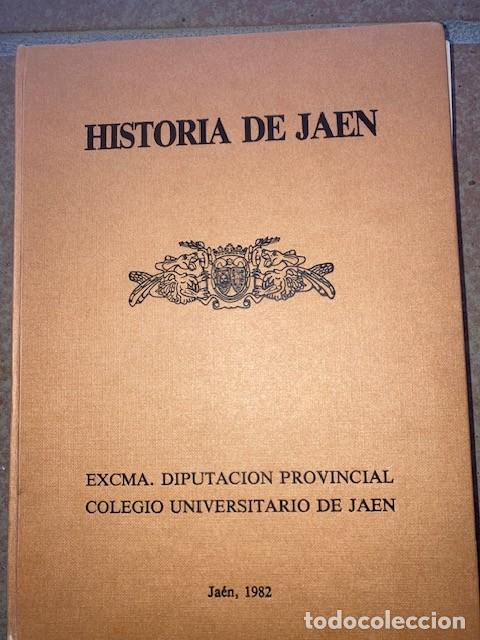 HISTORIA DE JAEN
EXCMA. DIPUTACION PROVINCIAL
COLEGIO UNIVERSITARIO DE JAEN
Jaén, 1982
todocoleccion